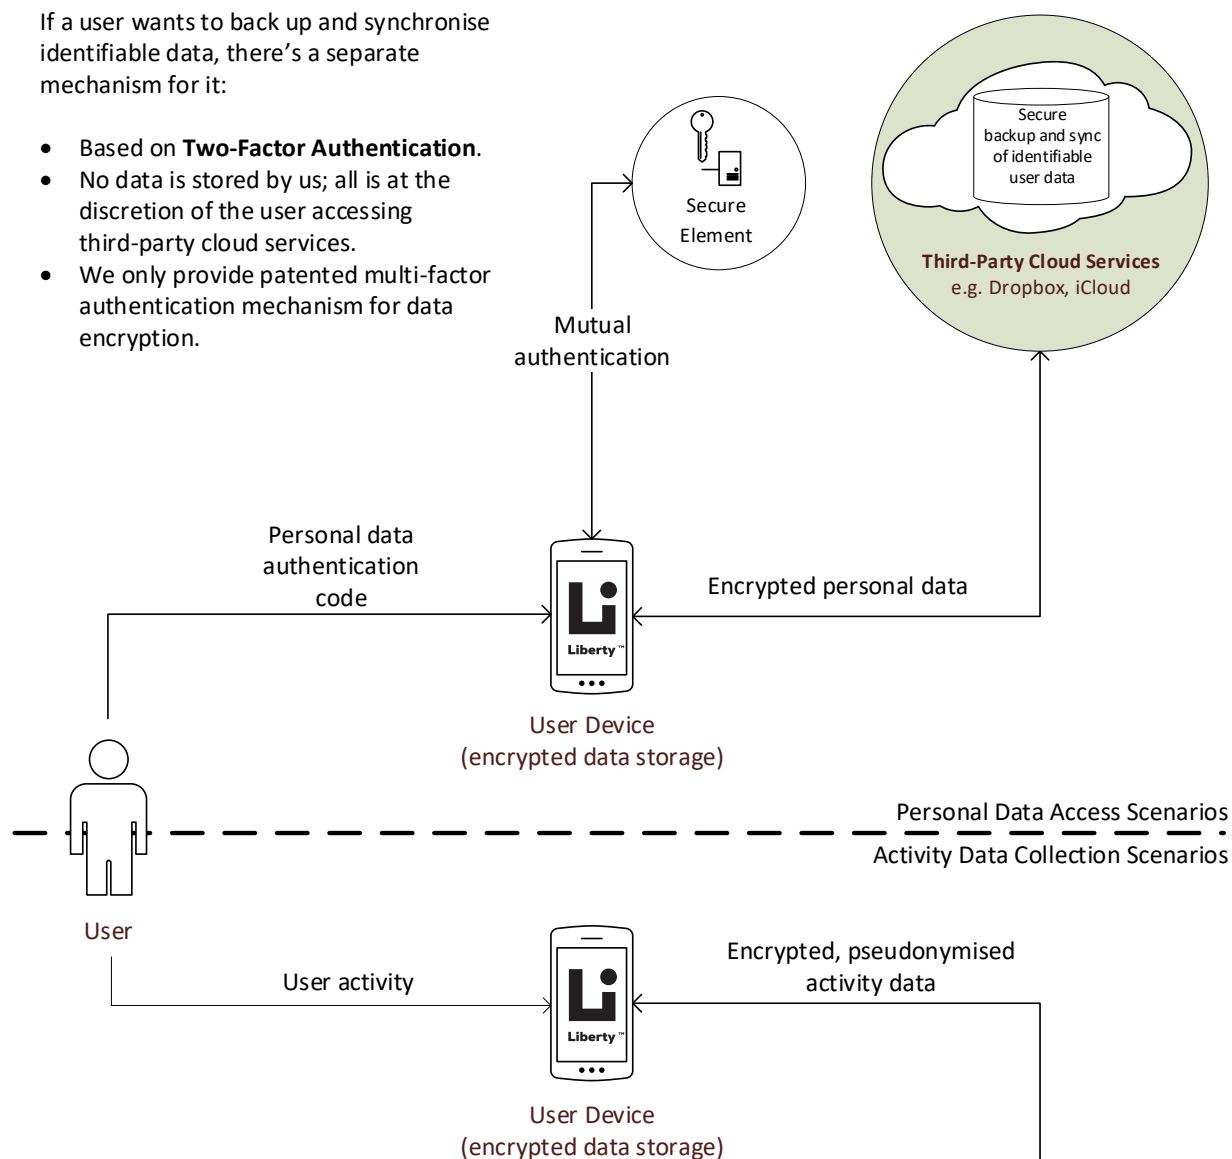 If a user wants to back up and synchronise
identifiable data, there’s a separate
mechanism for it:
• Based on Two-Factor Authentication.
• No data is stored by us; all is at the
discretion of the user accessing
third-party cloud services.
• We only provide patented multi-factor
authentication mechanism for data
encryption.
Secure
Element
Secure
backup and sync
of identifiable
user data
Third-Party Cloud Services
e.g. Dropbox, iCloud
Mutual
authentication
Personal data
authentication
code
Li
Liberty™
Encrypted personal data
User Device
(encrypted data storage)
Personal Data Access Scenarios
Activity Data Collection Scenarios
User
User activity
Li
Liberty™
Encrypted, pseudonymised
activity data
User Device
(encrypted data storage)